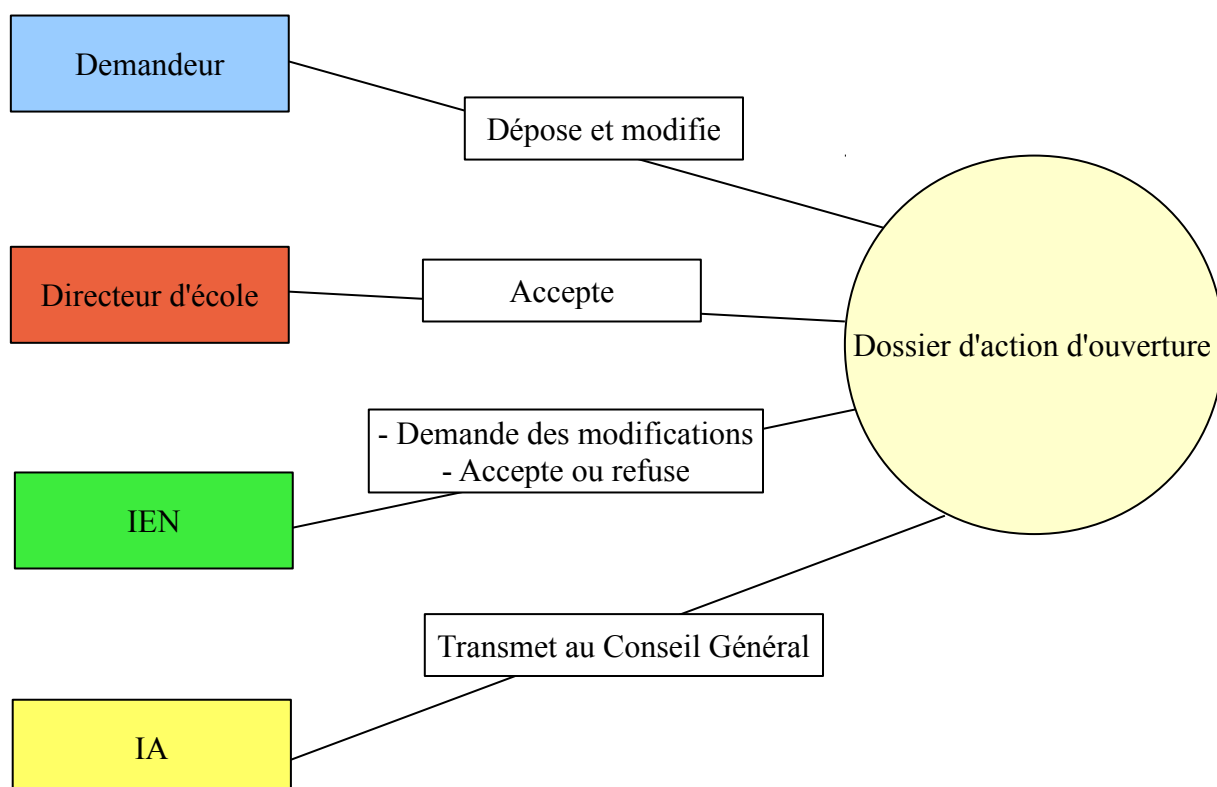 Demandeur
Dépose et modifie
Directeur d'école
Accepte
Dossier d'action d'ouverture
- Demande des modifications
- Accepte ou refuse
IEN
Transmet au Conseil Général
IA